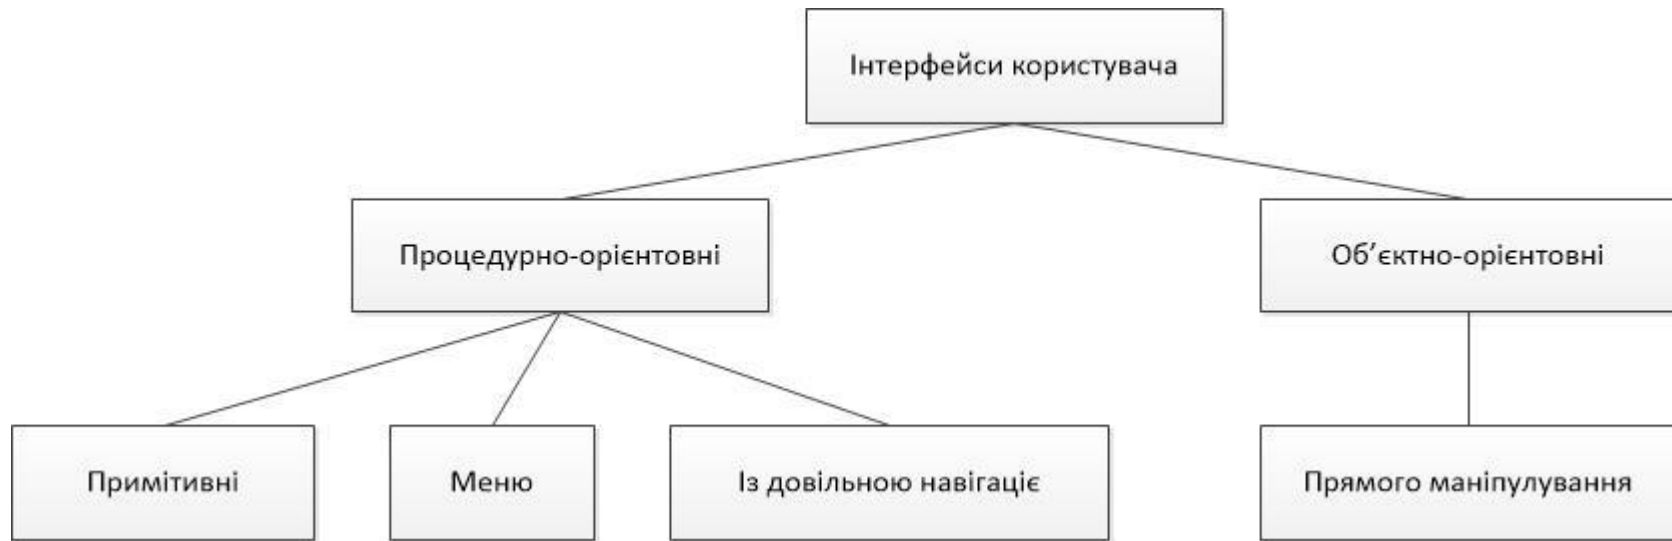 Інтерфейси користувача
Процедурно-орієнтовні
Об’єктно-орієнтовні
Примітивні
Меню
Із довільною навігаціє
Прямого маніпулування